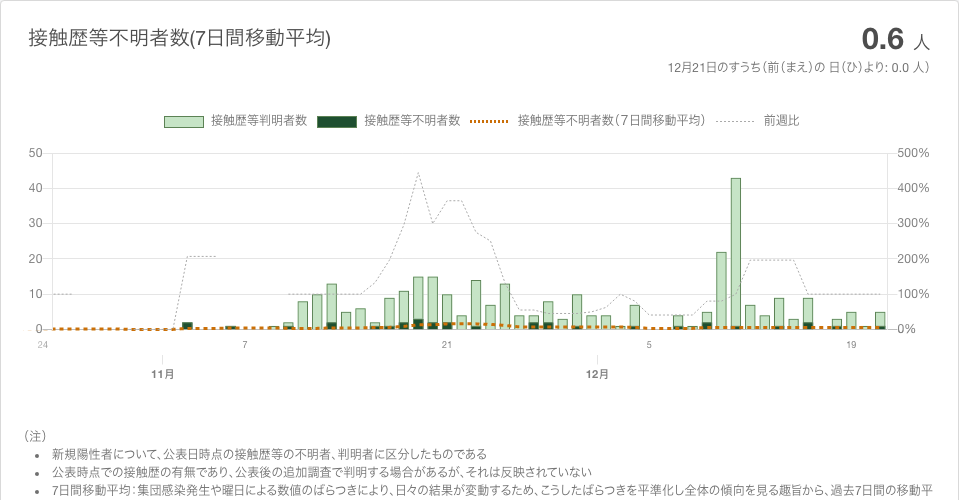 接触歴等不明者数(7日間移動平均)
0.6 人
12月21日のすうち(前(まえ)の 日(ひ)より: 0.0 人)
接触歴等判明者数 接触歴等不明者数 接触歴等不明者数(7日間移動平均) 前週比
50 500%
40 400%
30 300%
20 200%
10 100%
0 0%
24 7 21 5 19
11月 12月
(注)
• 新規陽性者について、公表日時点の接触歴等の不明者、判明者に区分したものである
• 公表時点での接触歴の有無であり、公表後の追加調査で判明する場合があるが、それは反映されていない
• 7日間移動平均：集団感染発生や曜日による数値のばらつきにより、日々の結果が変動するため、こうしたばらつきを平準化し全体の傾向を見る趣旨から、過去7日間の移動平